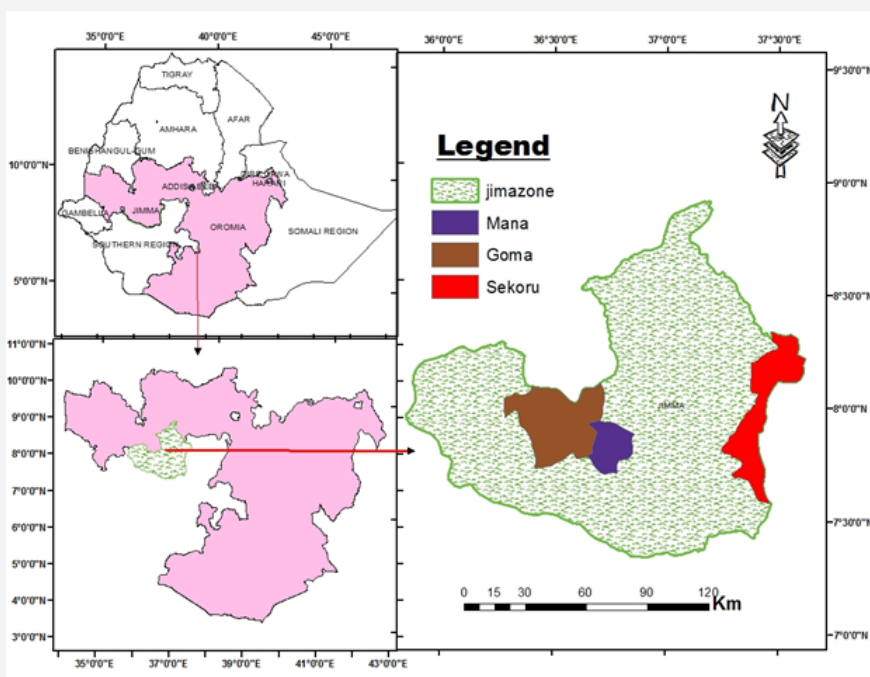 35°0'0"E 40°0'0"E 45°0'0"E
TIGRAY
AFAR
AMHARA
BENISHANGUL-GUM
10°0'0"N
HARARI
GAMBELLA
JIMMA
OROMIA
SOUTHERN REGION
SOMALI REGION
5°0'0"N
11°0'0"N
10°0'0"N
9°0'0"N
8°0'0"N
7°0'0"N
6°0'0"N
5°0'0"N
4°0'0"N
3°0'0"N
35°0'0"E 37°0'0"E 39°0'0"E 41°0'0"E 43°0'0"E
36°0'0"E 36°30'0"E 37°0'0"E 37°30'0"E
9°30'0"N
N
Legend
jimazone
Mana
Goma
Sekoru
9°0'0"N
8°30'0"N
JIMMA
8°0'0"N
7°30'0"N
0 15 30 60 90 120
Km
7°0'0"N